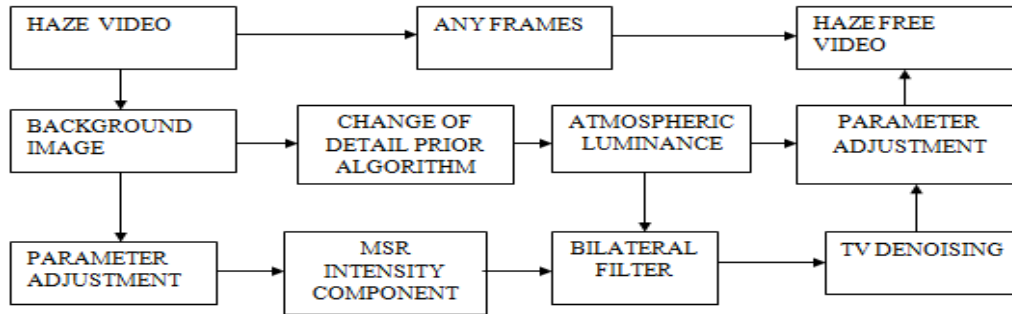 HAZE VIDEO
ANY FRAMES
HAZE FREE
VIDEO
BACKGROUND
IMAGE
CHANGE OF
DETAIL PRIOR
ALGORITHM
ATMOSPHERIC
LUMINANCE
PARAMETER
ADJUSTMENT
PARAMETER
ADJUSTMENT
MSR
INTENSITY
COMPONENT
BILATERAL
FILTER
TV DENOISING